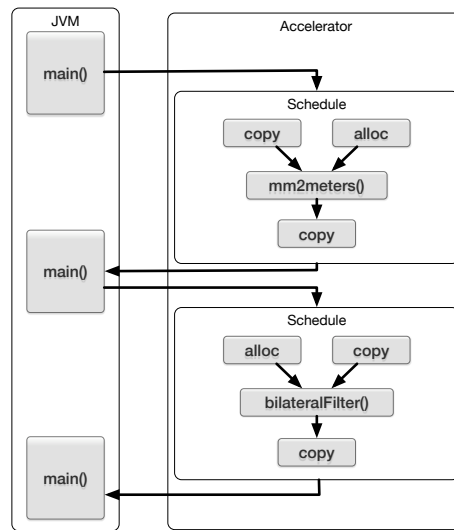 JVM
Accelerator
main()
Schedule
copy
alloc
mm2meters()
copy
main()
Schedule
alloc
copy
bilateralFilter()
copy
main()